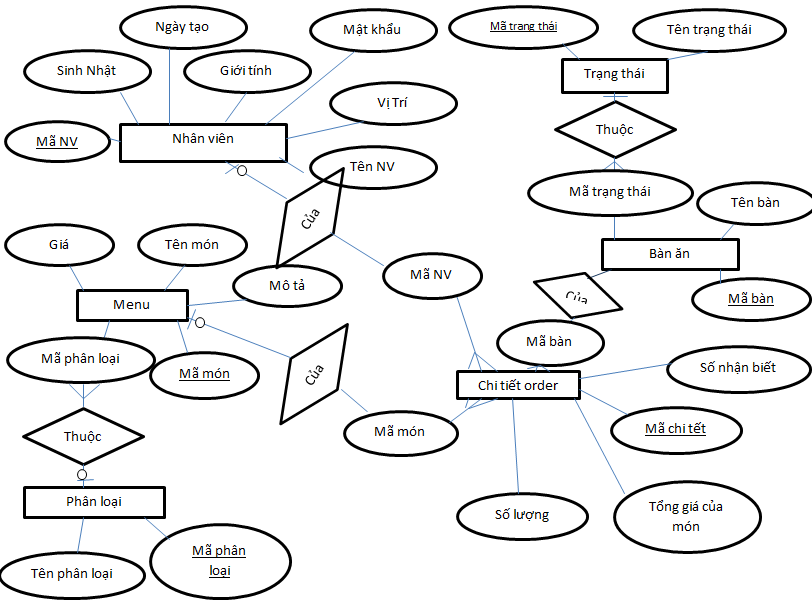 Ngày tạo
Mật khẩu
Mã trang thái
Tên trạng thái
Sinh Nhật
Giới tính
Trạng thái
Vị Trí
Nhân viên
Thuộc
Mã NV
Tên NV
Mã trạng thái
Tên bàn
Của
Giá
Tên món
Bàn ăn
Mã NV
Mô tả
Của
Mã bàn
Menu
Mã bàn
Mã phân loại
Số nhận biết
Mã món
Của
Chi tiết order
Mã chi tết
Mã món
Thuộc
Phân loại
Số lượng
Tổng giá của
món
Mã phân
loại
Tên phân loại